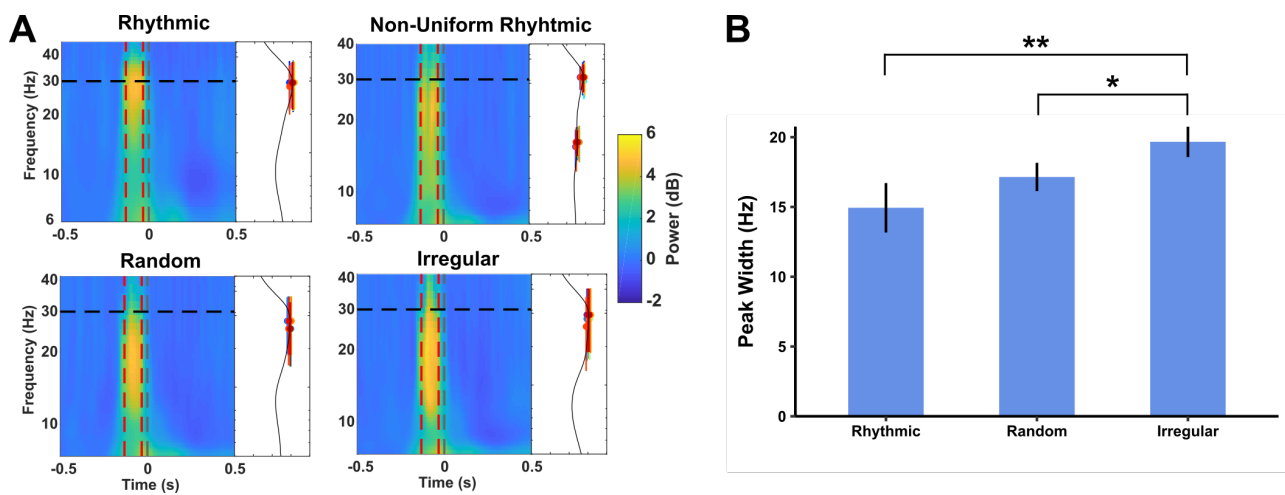 A
Rhythmic
Non-Uniform Rhyhtmic
40
30
20
10
6
Frequency (Hz)
-0.5
0
0.5
40
30
20
10
-0.5
0
0.5
6
4
2
0
-2
Power (dB)
Random
Irregular
40
30
20
10
Frequency (Hz)
-0.5
0
0.5
Time (s)
40
30
20
10
-0.5
0
0.5
Time (s)
B
**
*
20
15
10
5
0
Peak Width (Hz)
Rhythmic
Random
Irregular